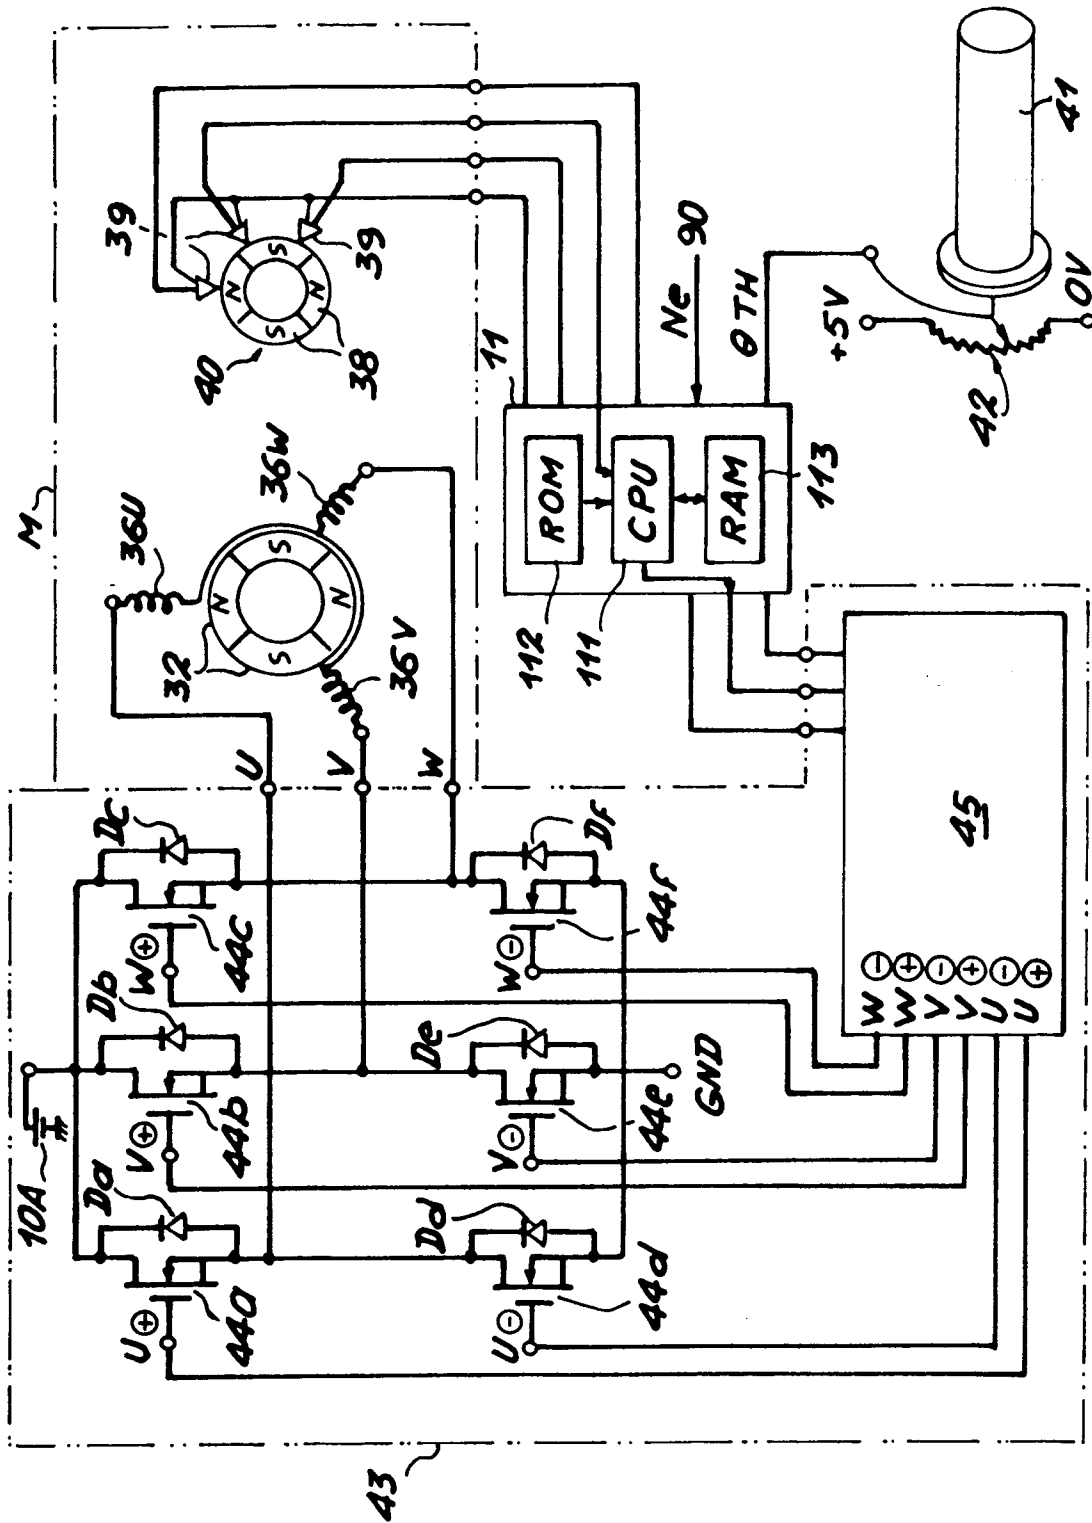 M
39
39
40
38
36U
36W
36V
32
N
S
N
S
N
S
N
S
U
V
W
11
Ne
90
θTH
+5V
0V
42
41
ROM
CPU
RAM
112
111
113
10A
Da
Db
Dc
Dd
De
Df
U⊕
V⊕
W⊕
U⊖
V⊖
W⊖
44a
44b
44c
44d
44e
44f
GND
W⊖
W⊕
V⊖
V⊕
U⊖
U⊕
45
43